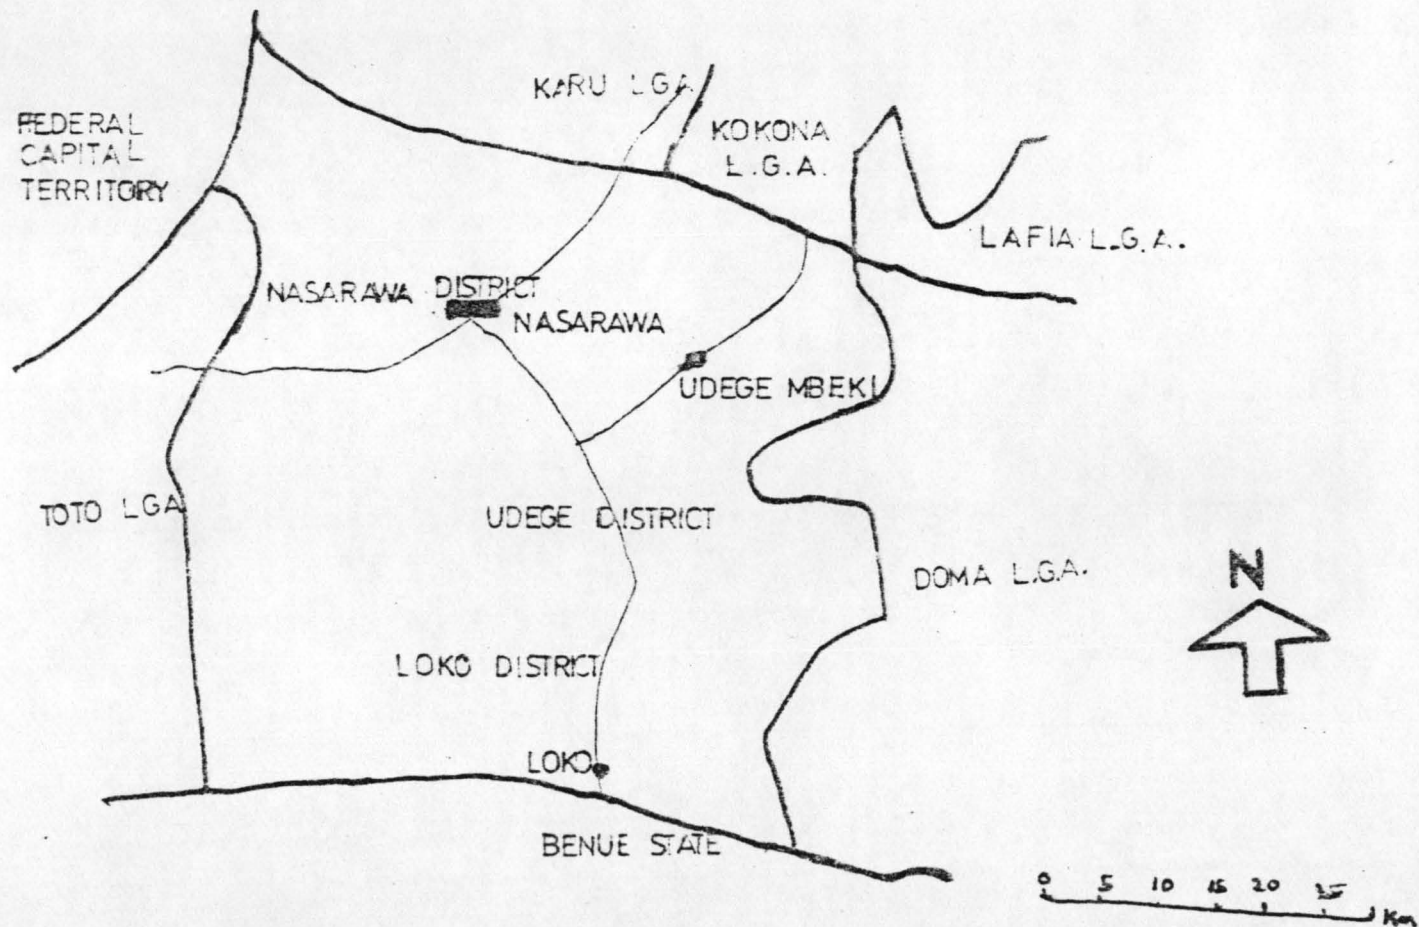 KARU L.G.A
FEDERAL
CAPITAL
TERRITORY
KOKONA
L.G.A.
LAFIA L.G.A.
NASARAWA DISTRICT
NASARAWA
UDEGE MBEKI
TOTO LGA
UDEGE DISTRICT
DOMA L.G.A.
N
LOKO DISTRICT
LOKO
BENUE STATE
0 5 10 15 20 25
Km